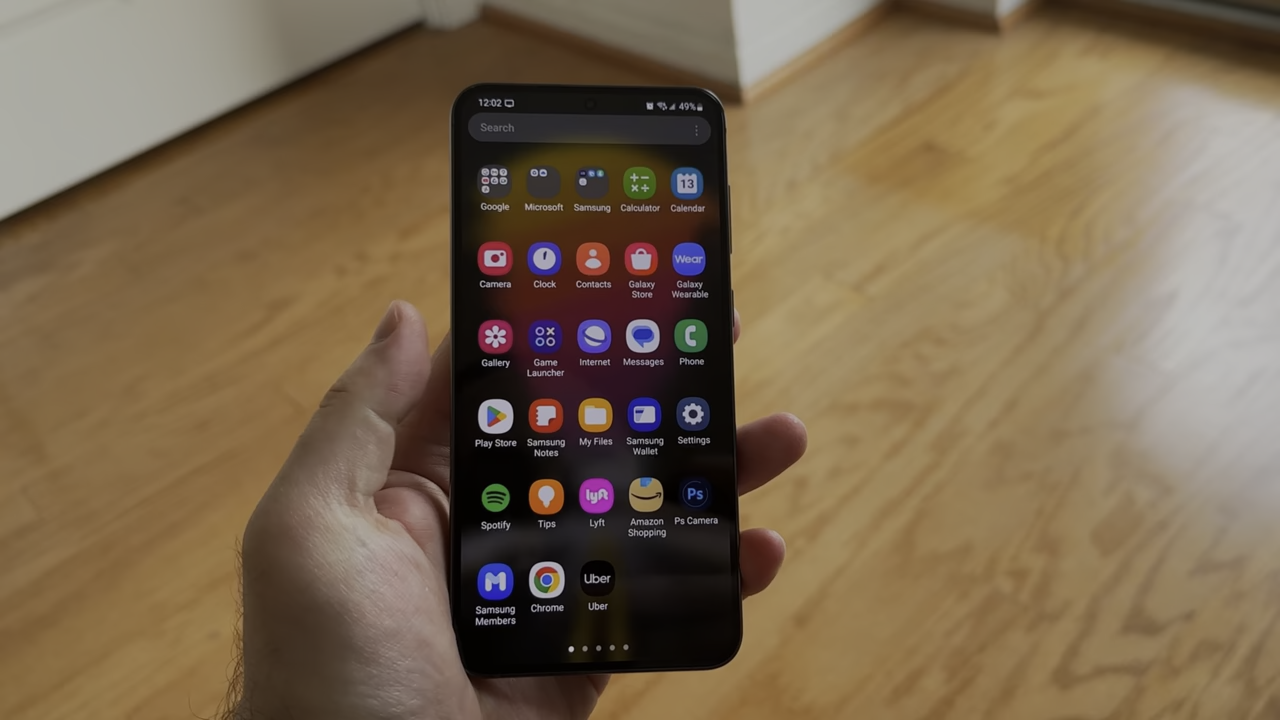 12:02 49%
Search
Google Microsoft Samsung Calculator 13 Calendar
Camera Clock Contacts Galaxy Store Wear Galaxy Wearable
Gallery Game Launcher Internet Messages Phone
Play Store Samsung Notes My Files Samsung Wallet Settings
Spotify Tips lyft Lyft Amazon Shopping Ps Ps Camera
Samsung Members Chrome Uber Uber